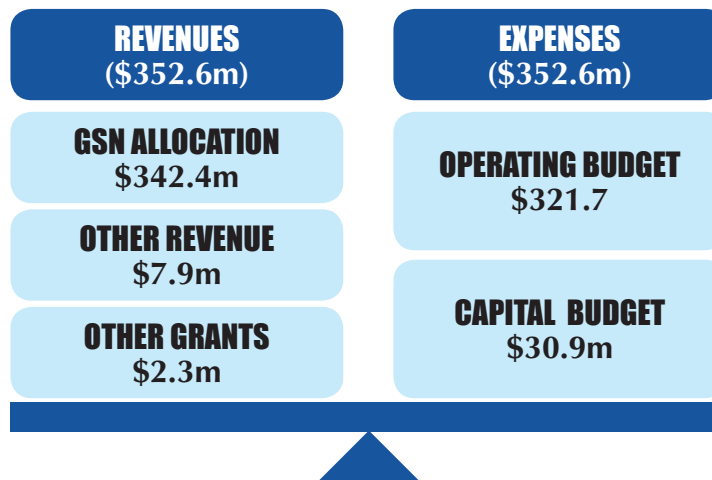 REVENUES
($352.6m)
GSN ALLOCATION
$342.4m
OTHER REVENUE
$7.9m
OTHER GRANTS
$2.3m
EXPENSES
($352.6m)
OPERATING BUDGET
$321.7
CAPITAL BUDGET
$30.9m